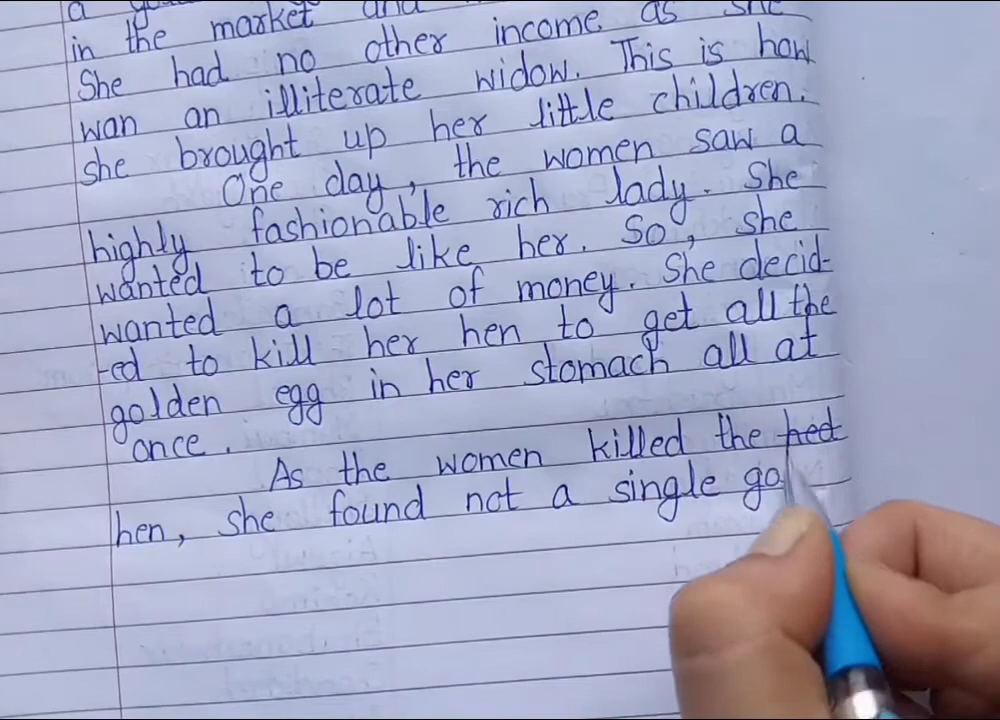 a
in the market and
She had no other income as she
wan an illiterate widow. This is how
she brought up her little children.
One day, the women saw a
highly fashionable rich lady. She
wanted to be like her. So, she
wanted a lot of money. She decid-
-ed to kill her hen to get all the
golden egg in her stomach all at
once.
As the women killed the hed
hen, she found not a single go